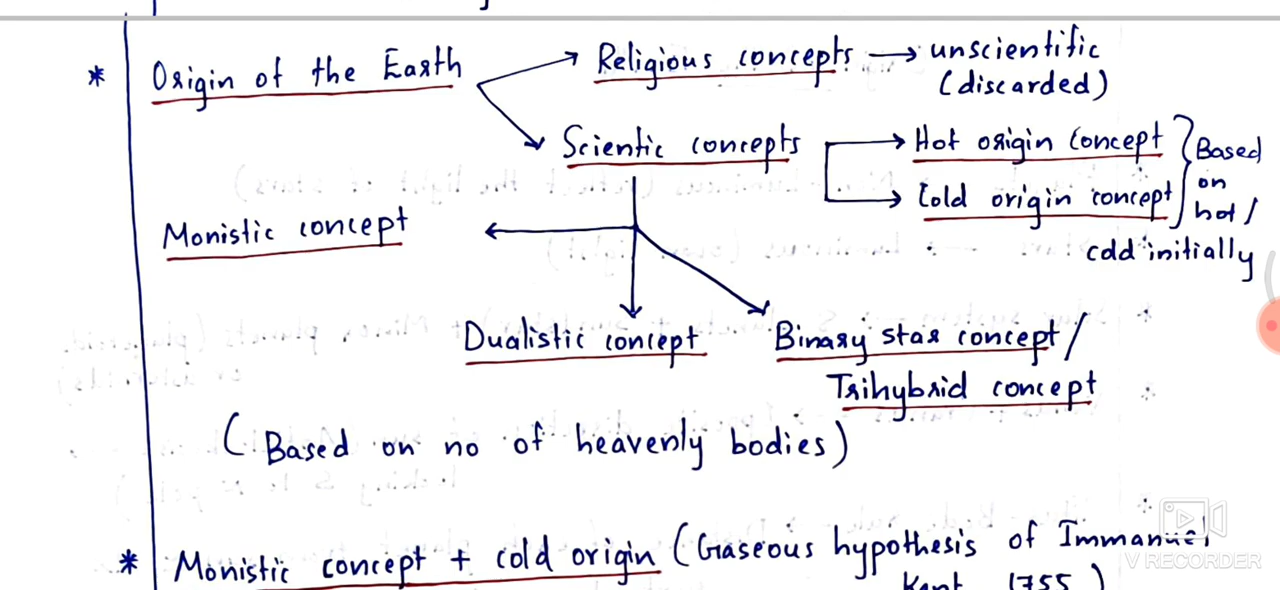 * Origin of the Earth
Religious concepts → unscientific
(discarded)
Scientic concepts
Hot origin Concept
Cold origin concept
Based
on
hot /
cold initially
Monistic concept
Dualistic concept
Binary star concept /
Trihybrid concept
(Based on no of heavenly bodies)
* Monistic concept + cold origin (Gaseous hypothesis of Immanuel
Kant 1755)
V RECORDER